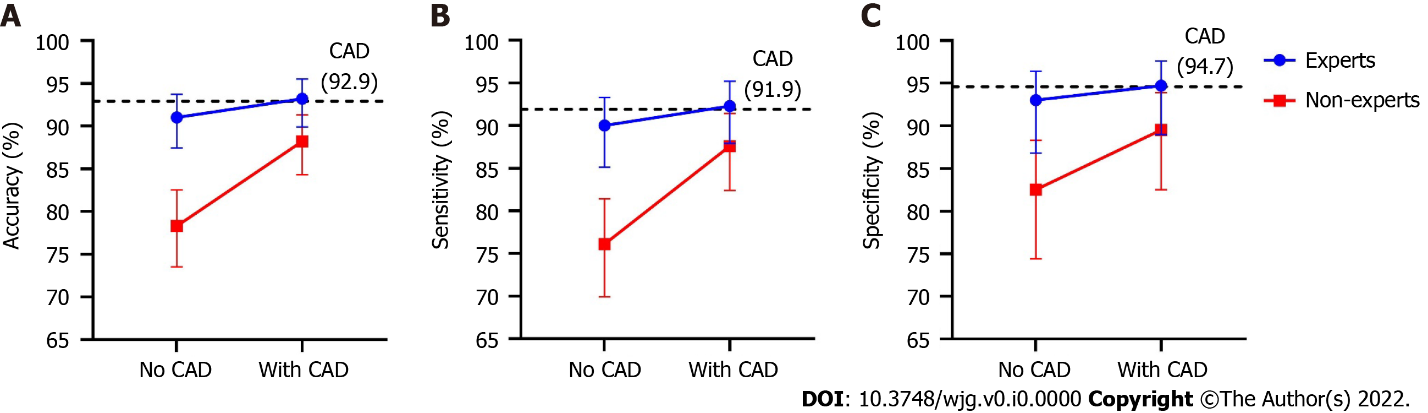 A
Accuracy (%)
100
95
90
85
80
75
70
65
CAD
(92.9)
No CAD
With CAD
B
Sensitivity (%)
100
95
90
85
80
75
70
65
CAD
(91.9)
No CAD
With CAD
C
Specificity (%)
100
95
90
85
80
75
70
65
CAD
(94.7)
No CAD
With CAD
Experts
Non-experts
DOI: 10.3748/wjg.v0.i0.0000 Copyright ©The Author(s) 2022.